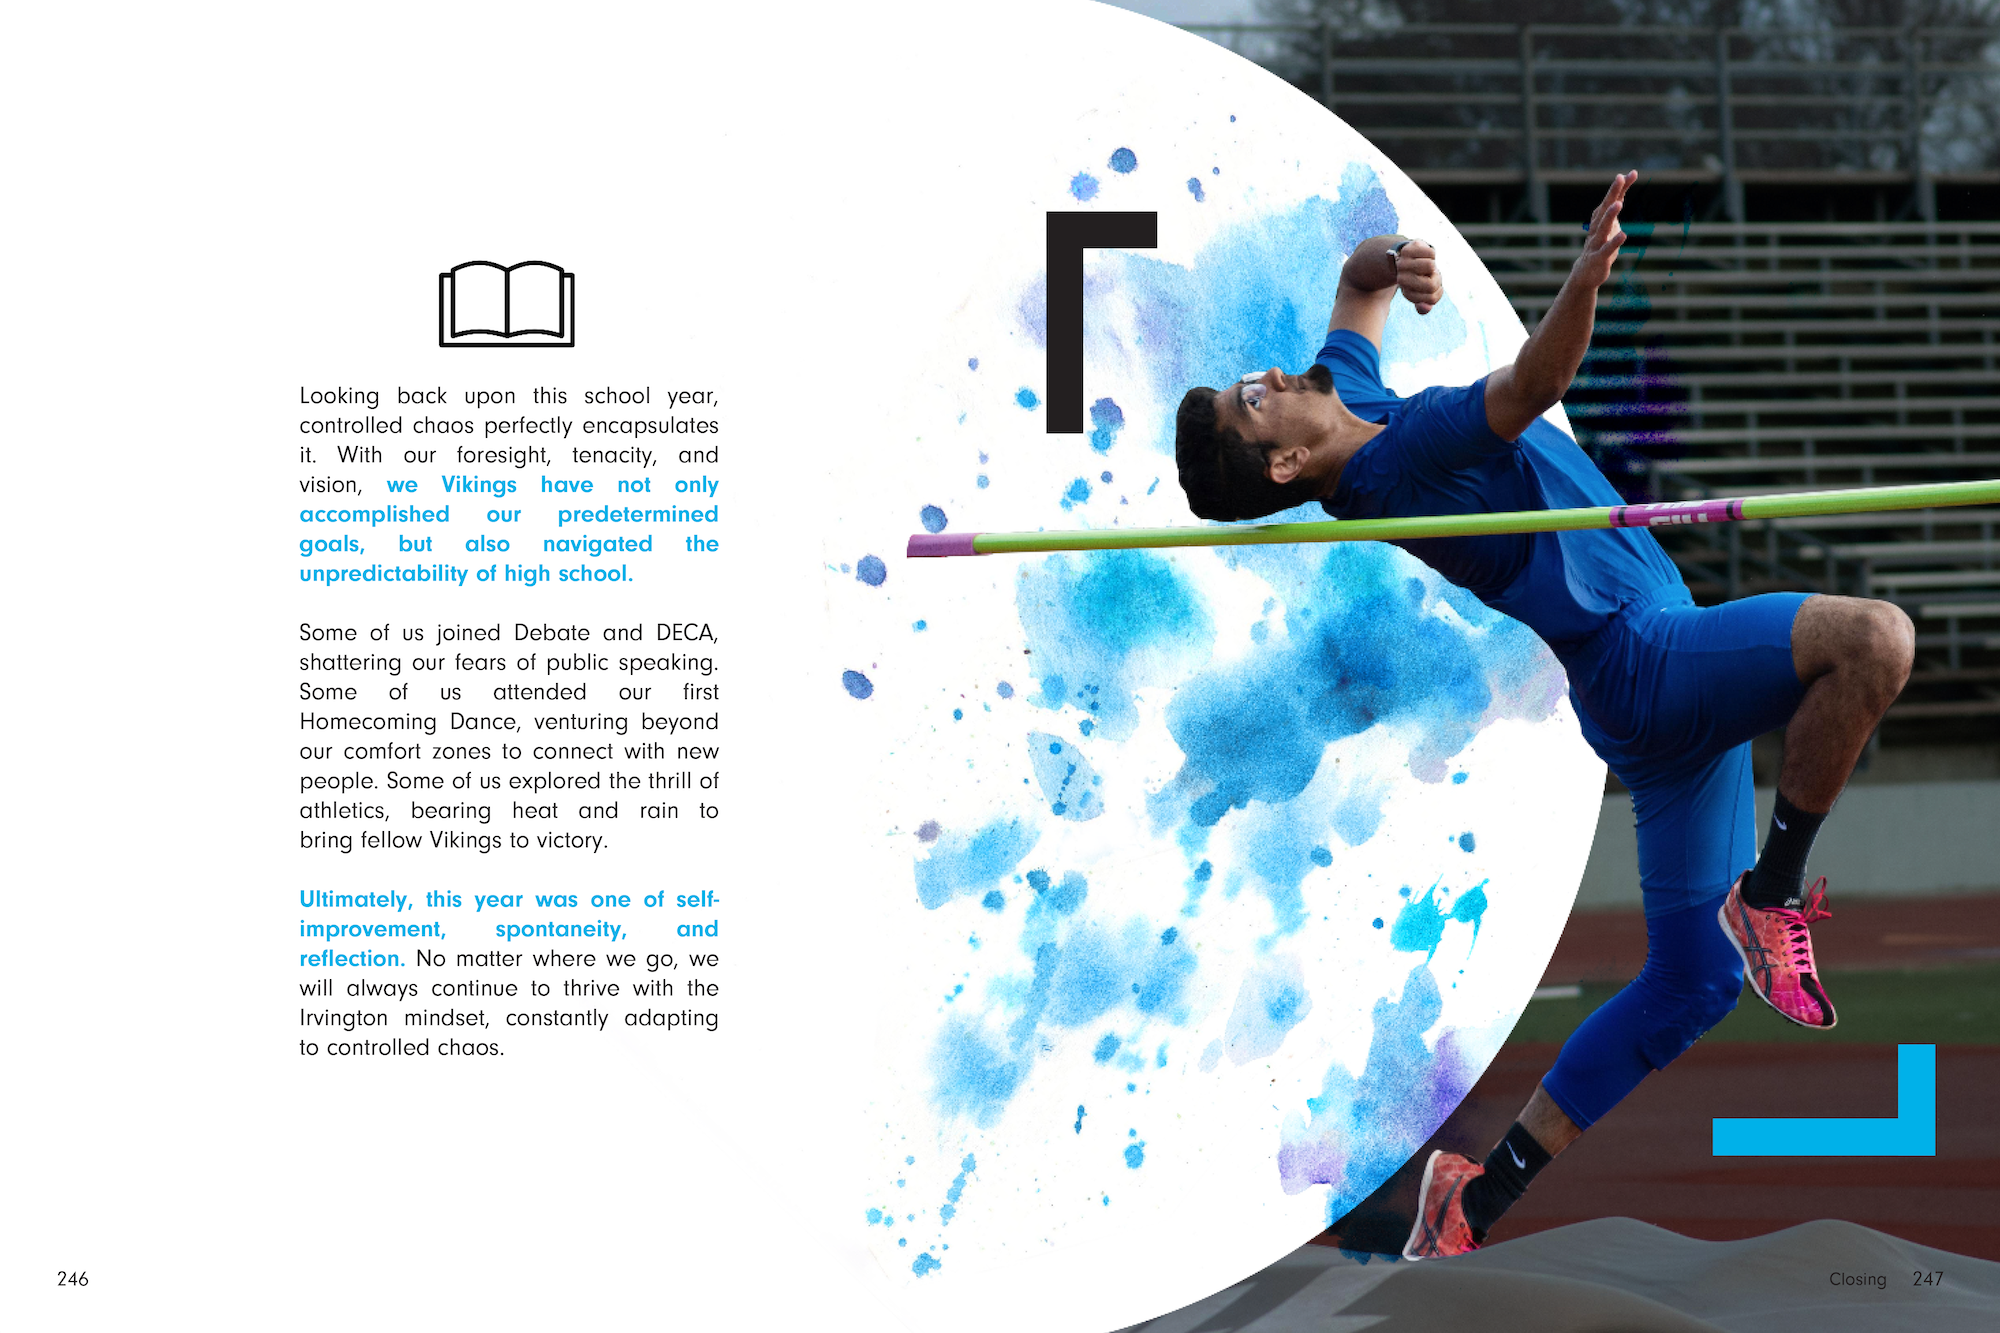 Looking back upon this school year,
controlled chaos perfectly encapsulates
it. With our foresight, tenacity, and
vision, we Vikings have not only
accomplished our predetermined
goals, but also navigated the
unpredictability of high school.
Some of us joined Debate and DECA,
shattering our fears of public speaking.
Some of us attended our first
Homecoming Dance, venturing beyond
our comfort zones to connect with new
people. Some of us explored the thrill of
athletics, bearing heat and rain to
bring fellow Vikings to victory.
Ultimately, this year was one of self-
improvement, spontaneity, and
reflection. No matter where we go, we
will always continue to thrive with the
Irvington mindset, constantly adapting
to controlled chaos.
246
GILL
Closing 247